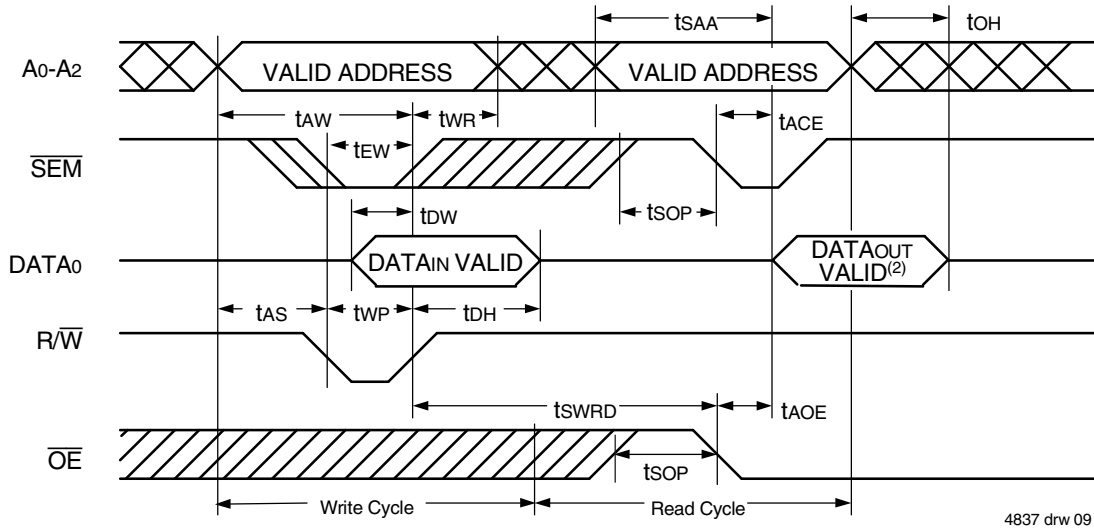 tSAA
tOH
A0-A2
VALID ADDRESS
VALID ADDRESS
tAW
tWR
tACE
tEW
SEM
tSOP
tDW
DATA0
DATAIN VALID
DATAOUT
VALID(2)
tAS
tWP
tDH
R/W
tSWRD
tAOE
OE
tSOP
Write Cycle
Read Cycle
4837 drw 09